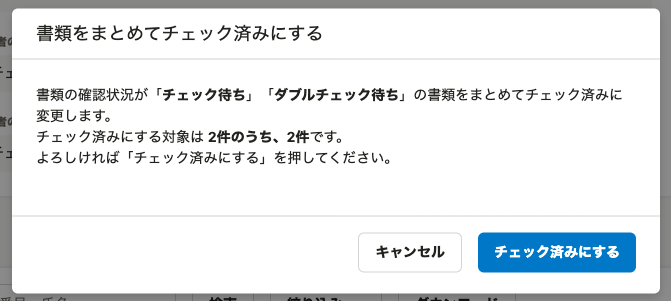 書類をまとめてチェック済みにする
書類の確認状況が「チェック待ち」「ダブルチェック待ち」の書類をまとめてチェック済みに
変更します。
チェック済みにする対象は 2件のうち、2件です。
よろしければ「チェック済みにする」を押してください。
キャンセル
チェック済みにする